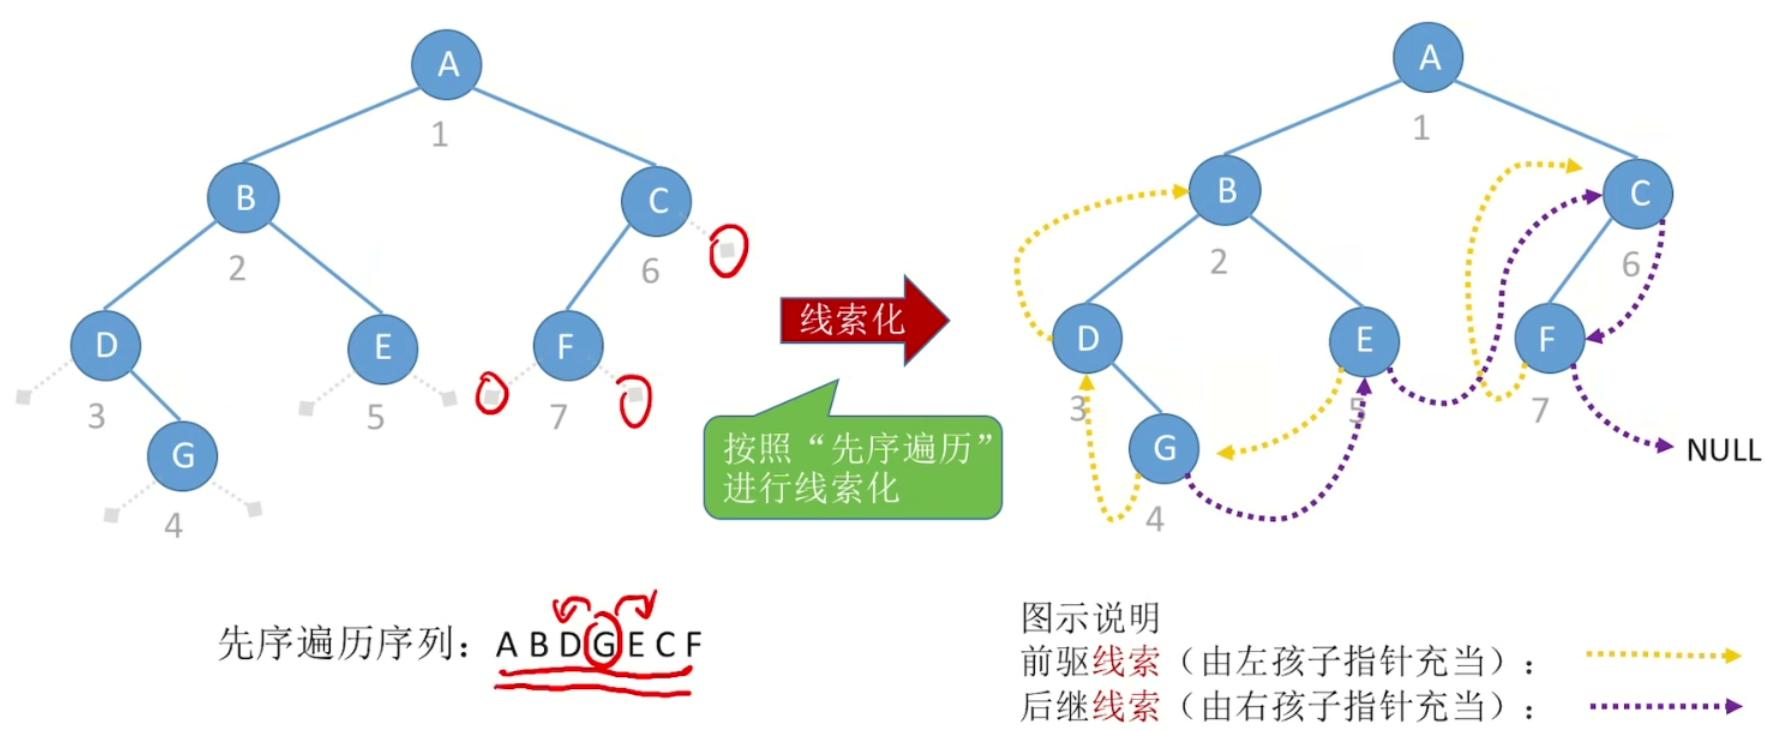 A
1
B
C
2
6
D
E
F
3
5
7
G
4
线索化
按照“先序遍历”
进行线索化
A
1
B
C
2
6
D
E
F
3
5
7
G
4
NULL
先序遍历序列：A B D G E C F
图示说明
前驱线索（由左孩子指针充当）：
后继线索（由右孩子指针充当）：